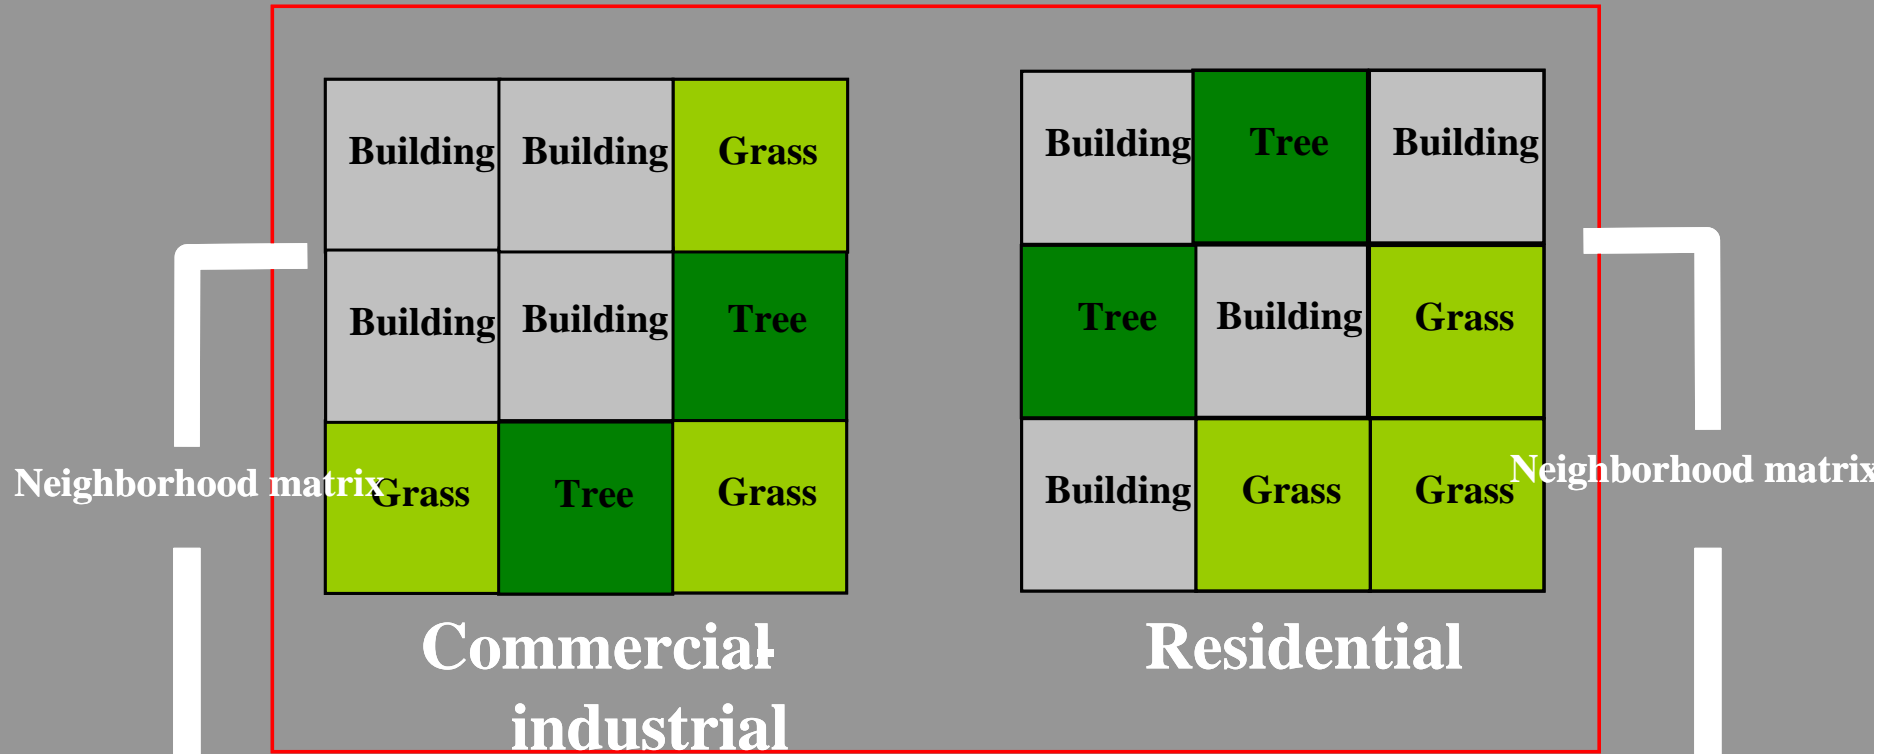 Building Building Grass
Building Building Tree
Grass Tree Grass
Commercial-
industrial
Neighborhood matrix
Building Tree Building
Tree Building Grass
Building Grass Grass
Residential
Neighborhood matrix